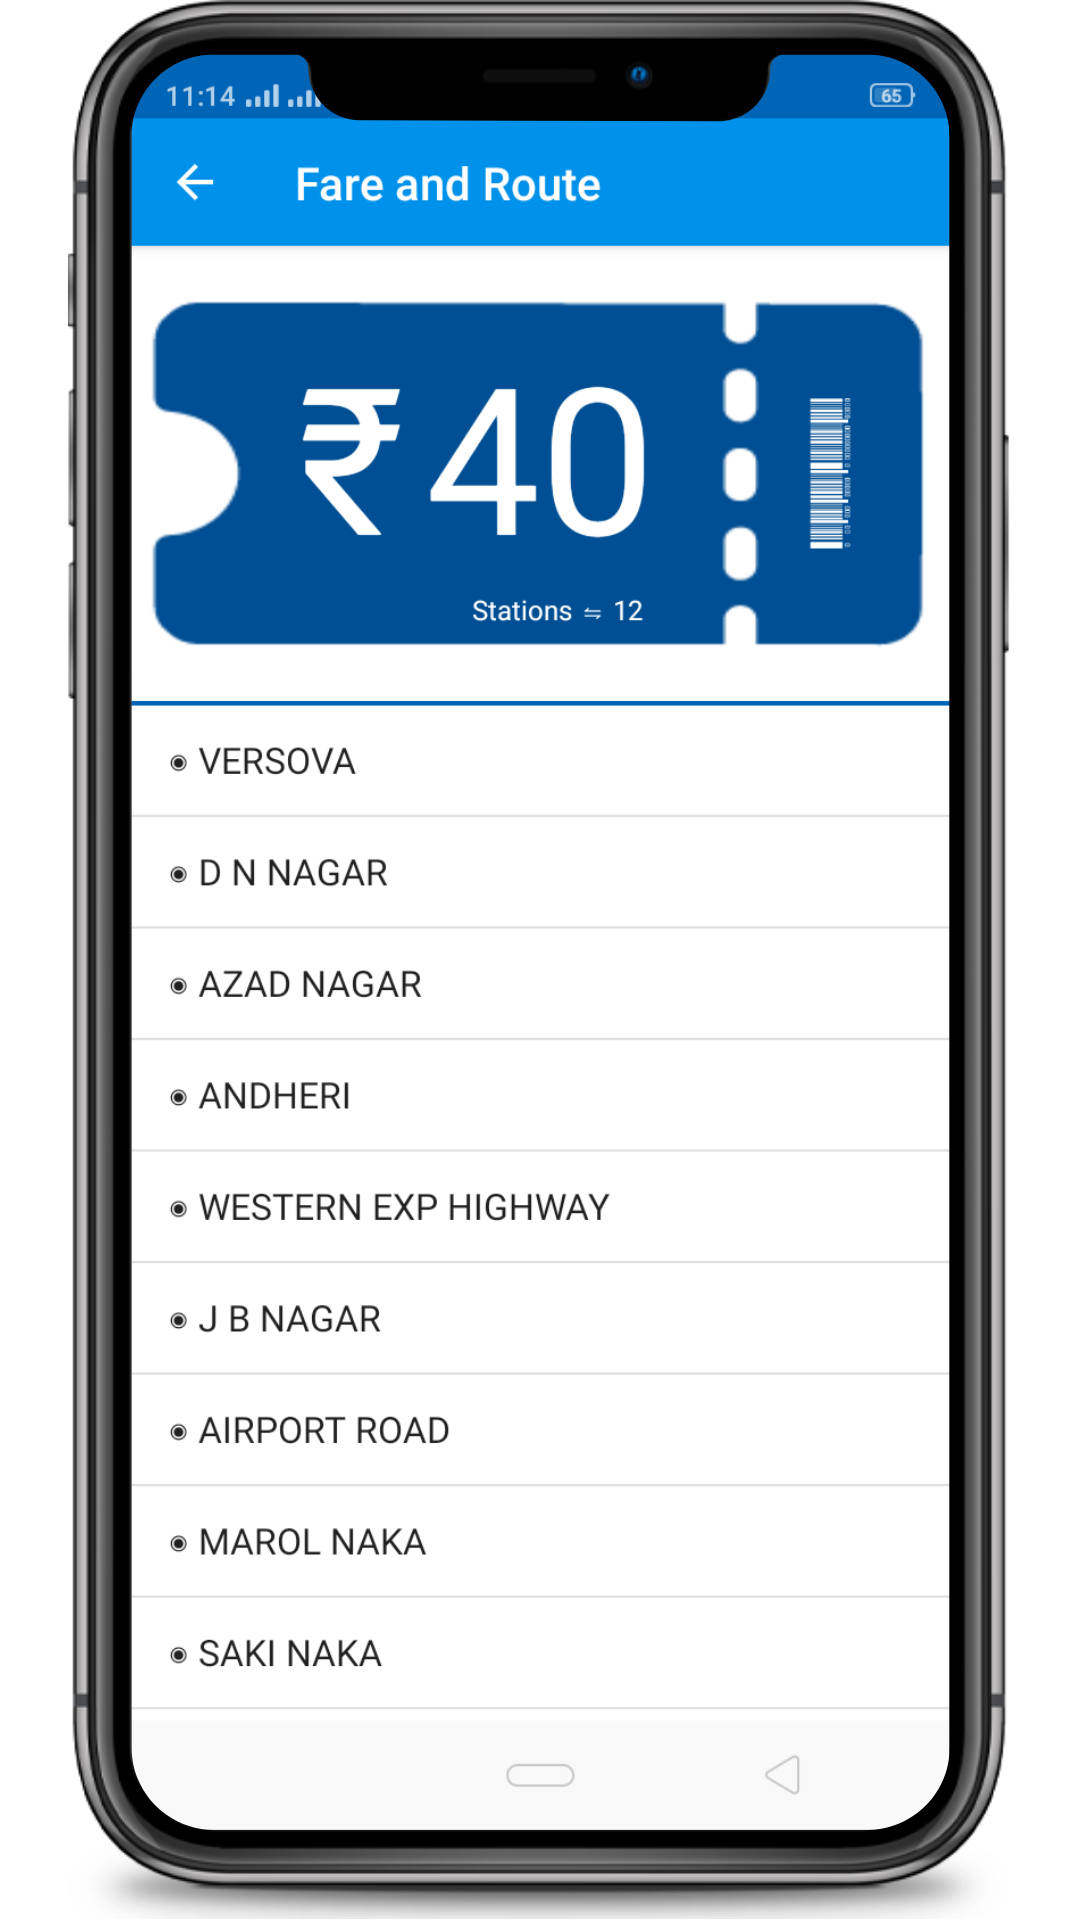 11:14
65
Fare and Route
₹40
Stations ⇋ 12
◉ VERSOVA
◉ D N NAGAR
◉ AZAD NAGAR
◉ ANDHERI
◉ WESTERN EXP HIGHWAY
◉ J B NAGAR
◉ AIRPORT ROAD
◉ MAROL NAKA
◉ SAKI NAKA